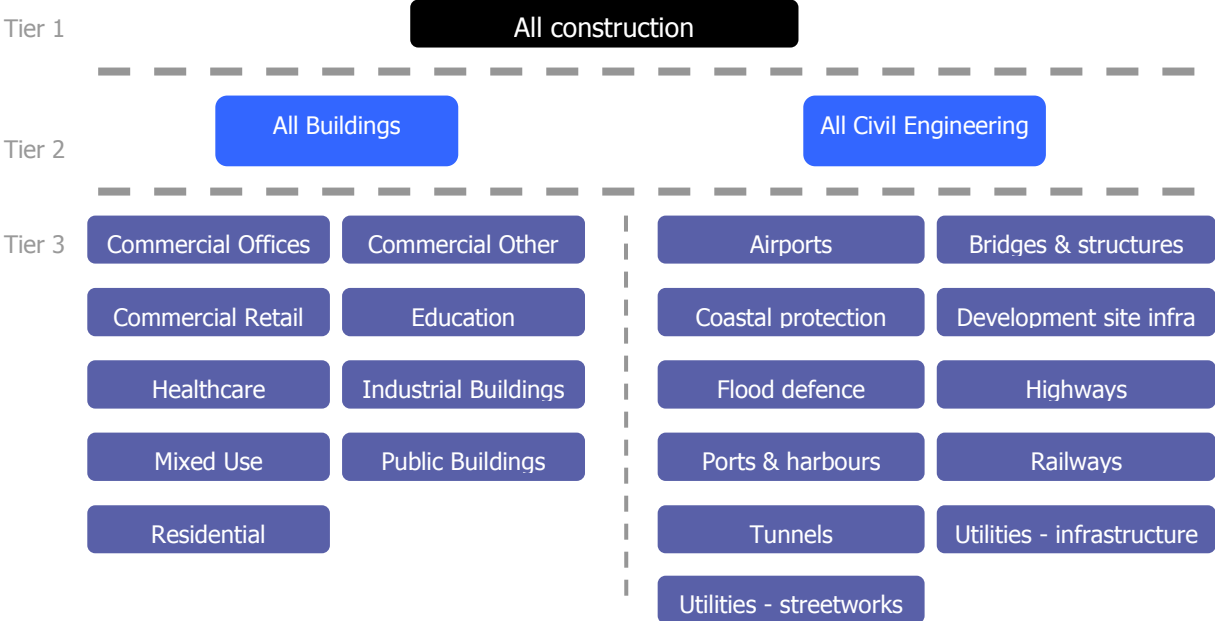 Tier 1
All construction
Tier 2
All Buildings
All Civil Engineering
Tier 3
Commercial Offices
Commercial Other
Airports
Bridges & structures
Commercial Retail
Education
Coastal protection
Development site infra
Healthcare
Industrial Buildings
Flood defence
Highways
Mixed Use
Public Buildings
Ports & harbours
Railways
Residential
Tunnels
Utilities - infrastructure
Utilities - streetworks